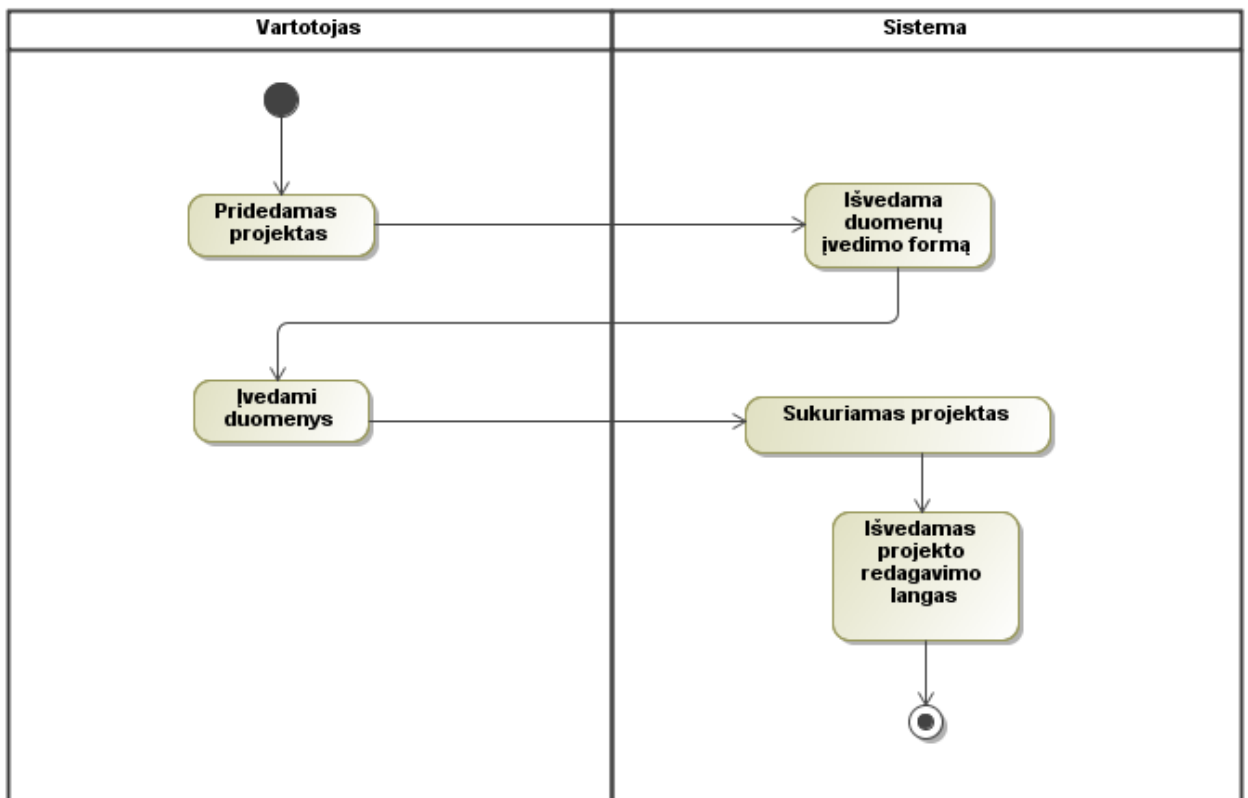 Vartotojas
Sistema
Pridedamas
projektas
Išvedama
duomenų
įvedimo formą
Įvedami
duomenys
Sukuriamas projektas
Išvedamas
projekto
redagavimo
langas